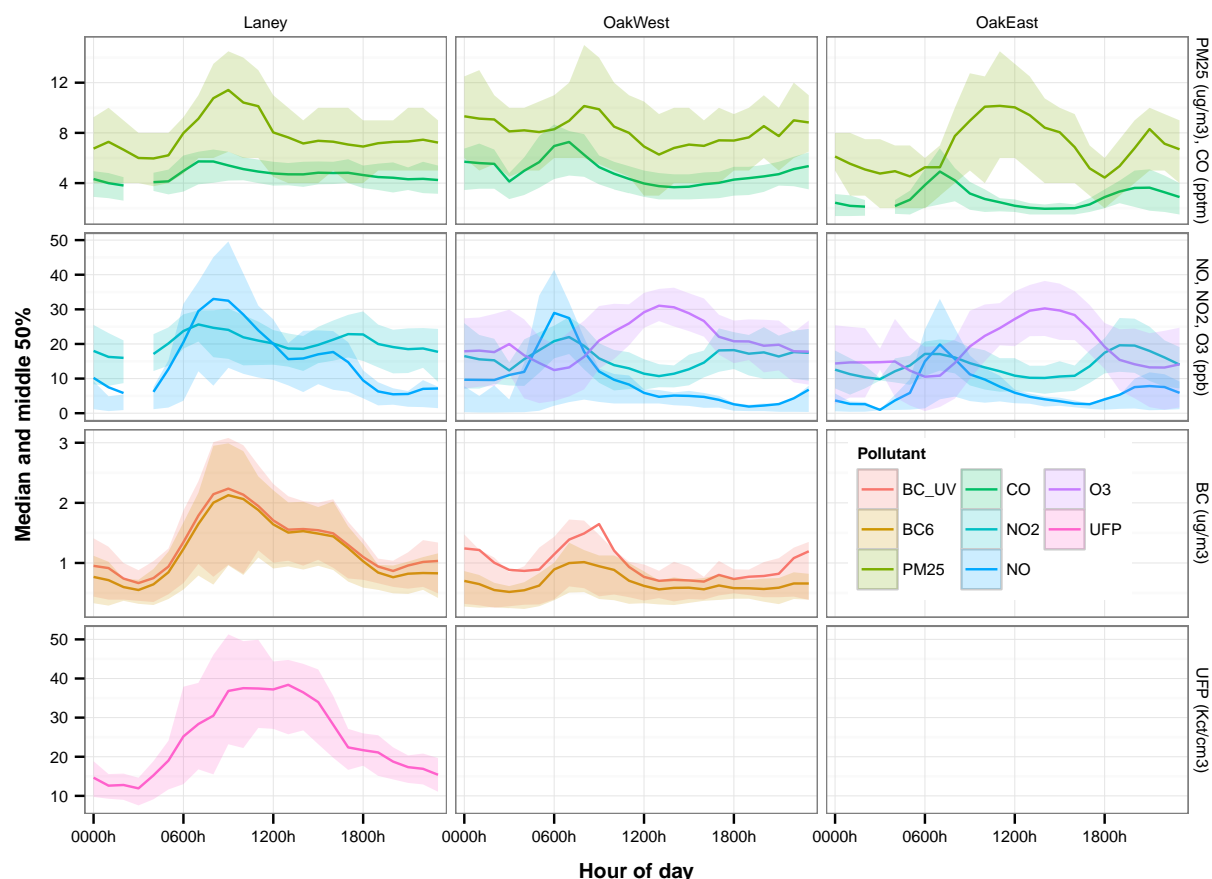 Laney OakWest OakEast
12
8
4
PM25 (ug/m3), CO (pptm)
50
40
30
20
10
0
NO, NO2, O3 (ppb)
Median and middle 50%
3
2
1
BC (ug/m3)
Pollutant
BC_UV CO O3
BC6 NO2 UFP
PM25 NO
50
40
30
20
10
UFP (Kct/cm3)
0000h 0600h 1200h 1800h 0000h 0600h 1200h 1800h 0000h 0600h 1200h 1800h
Hour of day